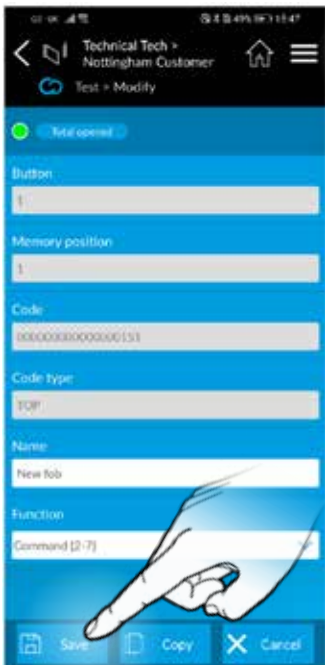 Technical Tech >
Nottingham Customer
Test > Modify
Total opened
Button
1
Memory position
1
Code
Code type
TOP
Name
New fob
Function
Command [2-7]
Save
Copy
Cancel